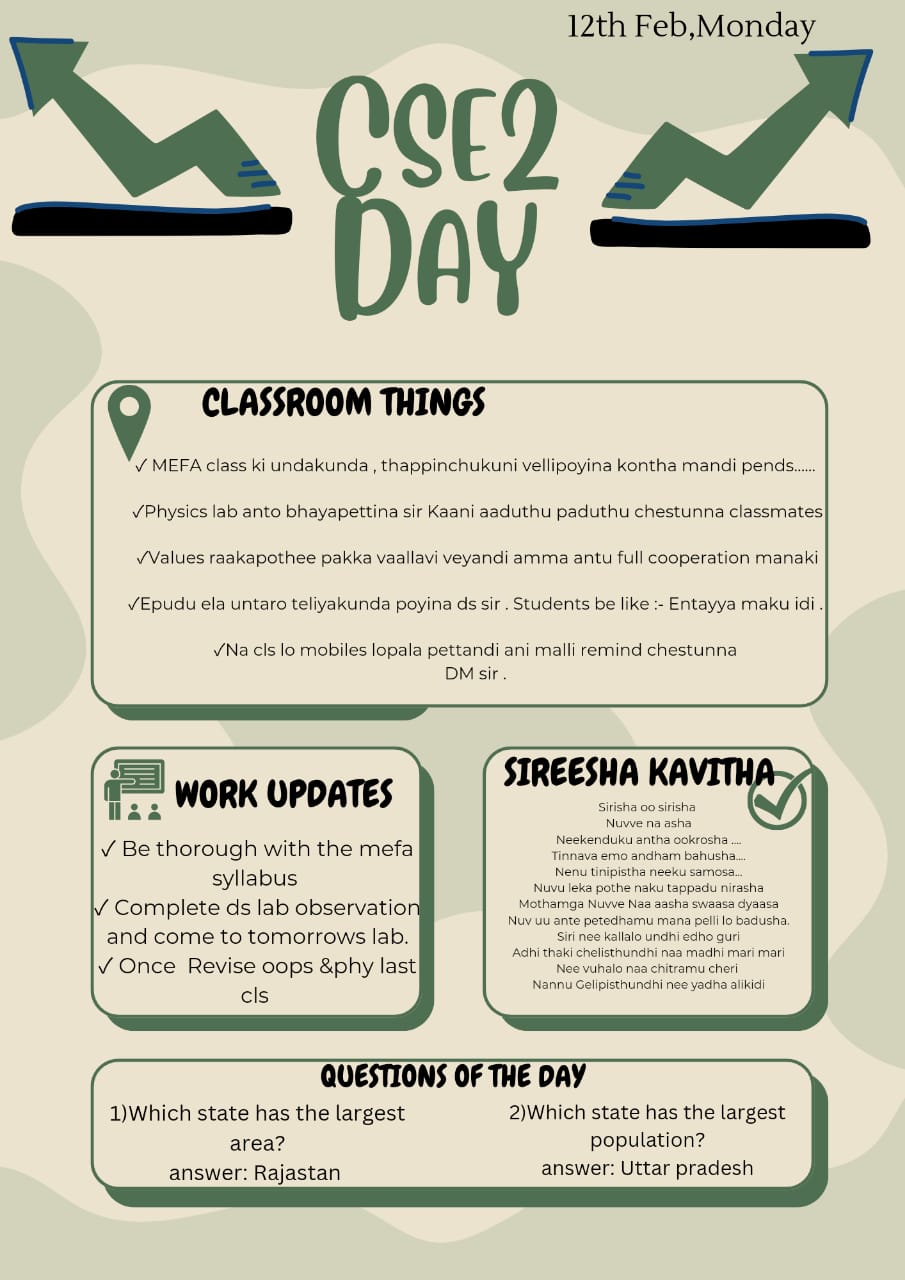 12th Feb,Monday
CSE2
DAY
CLASSROOM THINGS
✓ MEFA class ki undakunda , thappinchukuni vellipoyina kontha mandi pends......
✓Physics lab anto bhayapettina sir Kaani aaduthu paduthu chestunna classmates
✓Values raakapothee pakka vaallavi veyandi amma antu full cooperation manaki
✓Epudu ela untaro teliyakunda poyina ds sir . Students be like :- Entayya maku idi .
✓Na cls lo mobiles lopala pettandi ani malli remind chestunna
DM sir .
WORK UPDATES
✓ Be thorough with the mefa
syllabus
✓ Complete ds lab observation
and come to tomorrows lab.
✓ Once  Revise oops &phy last
cls
SIREESHA KAVITHA
Sirisha oo sirisha
Nuvve na asha
Neekenduku antha ookrosha ....
Tinnava emo andham bahusha....
Nenu tinipistha neeku samosa...
Nuvu leka pothe naku tappadu nirasha
Mothamga Nuvve Naa aasha swaasa dyaasa
Nuv uu ante petedhamu mana pelli lo badusha.
Siri nee kallalo undhi edho guri
Adhi thaki chelisthundhi naa madhi mari mari
Nee vuhalo naa chitramu cheri
Nannu Gelipisthundhi nee yadha alikidi
QUESTIONS OF THE DAY
1)Which state has the largest
area?
answer: Rajastan
2)Which state has the largest
population?
answer: Uttar pradesh